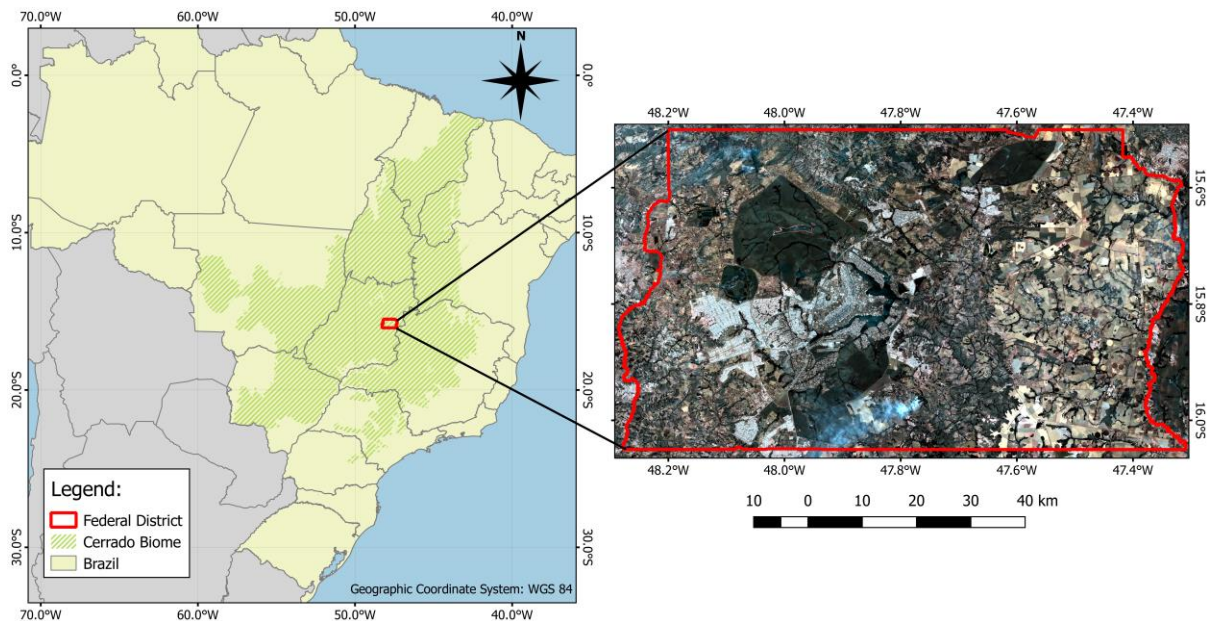 70.0°W 60.0°W 50.0°W 40.0°W
0.0°
10.0°S
20.0°S
30.0°S
N
0.0°
10.0°S
20.0°S
30.0°S
Legend:
Federal District
Cerrado Biome
Brazil
Geographic Coordinate System: WGS 84
70.0°W 60.0°W 50.0°W 40.0°W
48.2°W 48.0°W 47.8°W 47.6°W 47.4°W
15.6°S
15.8°S
16.0°S
48.2°W 48.0°W 47.8°W 47.6°W 47.4°W
10 0 10 20 30 40 km